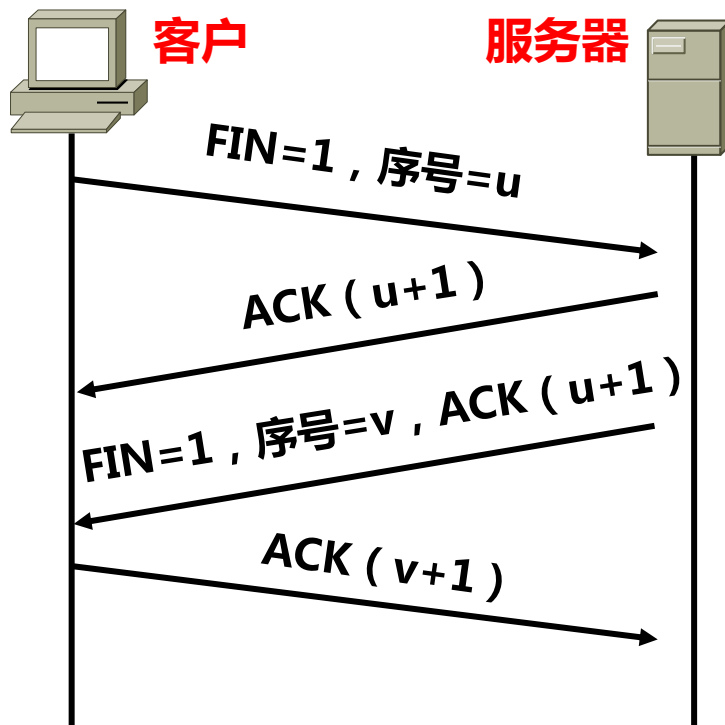 客户
服务器
FIN=1，序号=u
ACK（u+1）
FIN=1，序号=v，ACK（u+1）
ACK（v+1）